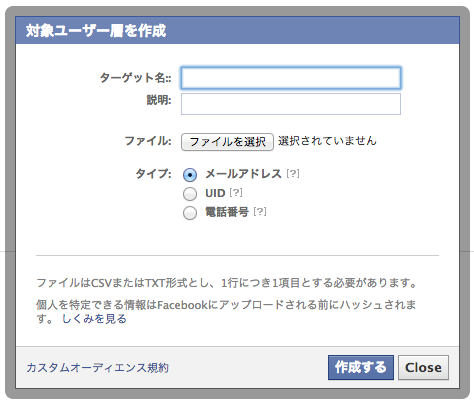 対象ユーザー層を作成
ターゲット名::
説明:
ファイル: ファイルを選択 選択されていません
タイプ: メールアドレス [?]
UID [?]
電話番号 [?]
ファイルはCSVまたはTXT形式とし、1行につき1項目とする必要があります。
個人を特定できる情報はFacebookにアップロードされる前にハッシュされま
す。 しくみを見る
カスタムオーディエンス規約 作成する Close